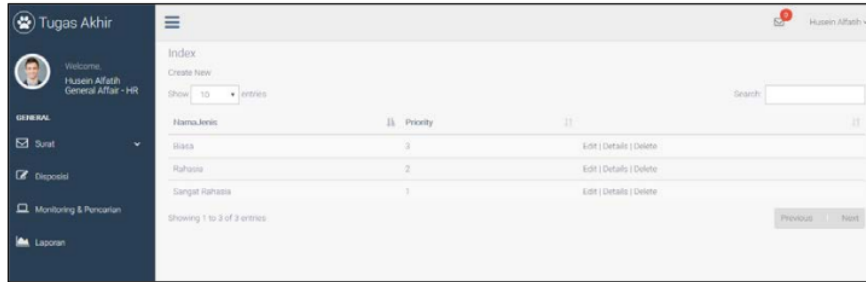 Tugas Akhir
9
Husein Alfatih
Welcome,
Husein Alfatih
General Affair - HR
GENERAL
Surat
Disposisi
Monitoring & Pencarian
Laporan
Index
Create New
Show 10 entries
Search:
NamaJenis Priority
Biasa 3 Edit | Details | Delete
Rahasia 2 Edit | Details | Delete
Sangat Rahasia 1 Edit | Details | Delete
Showing 1 to 3 of 3 entries
Previous 1 Next